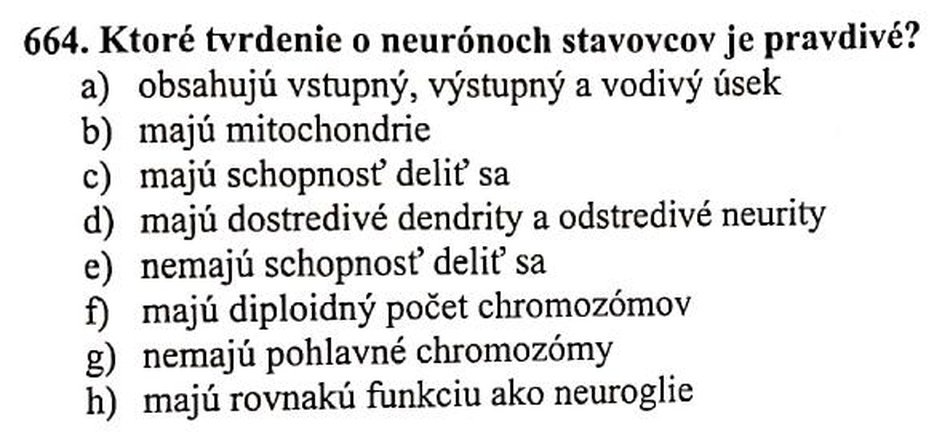 664. Ktoré tvrdenie o neurónoch stavovcov je pravdivé?
a) obsahujú vstupný, výstupný a vodivý úsek
b) majú mitochondrie
c) majú schopnosť deliť sa
d) majú dostredivé dendrity a odstredivé neurity
e) nemajú schopnosť deliť sa
f) majú diploidný počet chromozómov
g) nemajú pohlavné chromozómy
h) majú rovnakú funkciu ako neuroglie